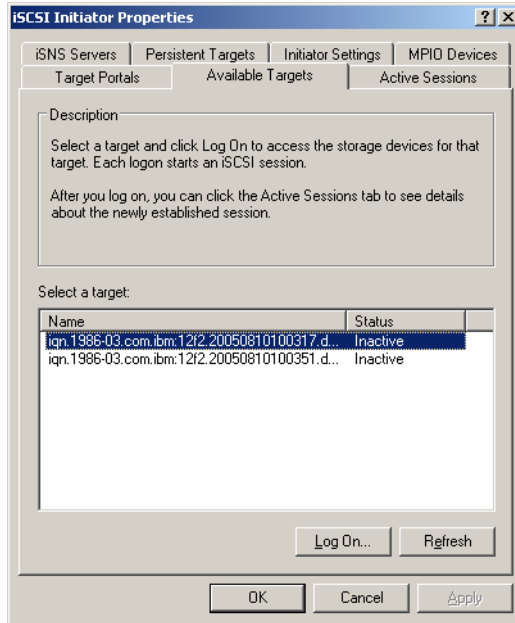 iSCSI Initiator Properties
iSNS Servers Persistent Targets Initiator Settings MPIO Devices
Target Portals Available Targets Active Sessions
Description
Select a target and click Log On to access the storage devices for that
target. Each logon starts an iSCSI session.
After you log on, you can click the Active Sessions tab to see details
about the newly established session.
Select a target:
Name Status
iqn.1986-03.com.ibm:12f2.20050810100317.d... Inactive
iqn.1986-03.com.ibm:12f2.20050810100351.d... Inactive
Log On... Refresh
OK Cancel Apply